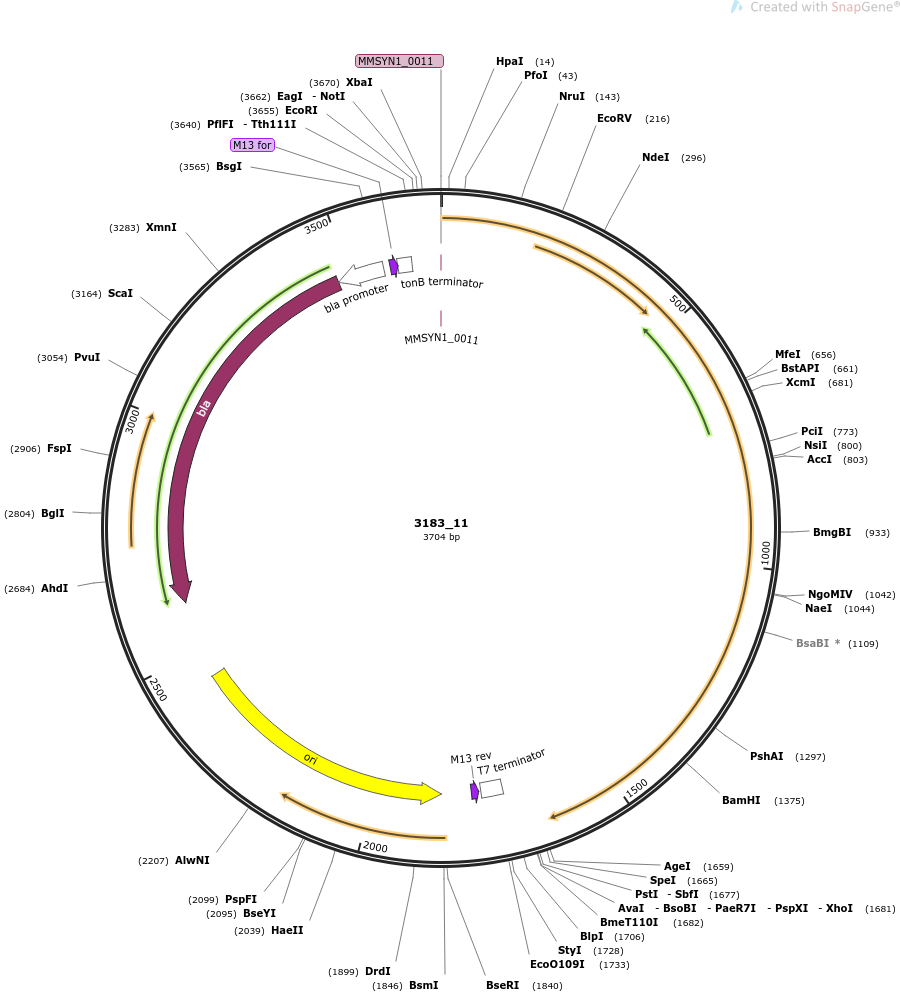 Created with SnapGene®
MMSYN1_0011
HpaI (14)
PfoI (43)
NruI (143)
EcoRV (216)
NdeI (296)
(3670) XbaI
(3662) EagI - NotI
(3655) EcoRI
(3640) PflFI - Tth111I
M13 for
(3565) BsgI
(3283) XmnI
(3164) ScaI
(3054) PvuI
(2906) FspI
(2804) BglI
(2684) AhdI
3500
500
bla promoter
tonB terminator
MMSYN1_0011
bla
3000
MfeI (656)
BstAPI (661)
XcmI (681)
PciI (773)
NsiI (800)
AccI (803)
BmgBI (933)
1000
NgoMIV (1042)
NaeI (1044)
BsaBI * (1109)
3183_11
3704 bp
PshAI (1297)
BamHI (1375)
1500
2500
ori
M13 rev
T7 terminator
2000
AgeI (1659)
SpeI (1665)
PstI - SbfI (1677)
AvaI - BsoBI - PaeR7I - PspXI - XhoI (1681)
BmeT110I (1682)
BlpI (1706)
StyI (1728)
EcoO109I (1733)
BseRI (1840)
(1846) BsmI
(1899) DrdI
(2039) HaeII
(2095) BseYI
(2099) PspFI
(2207) AlwNI